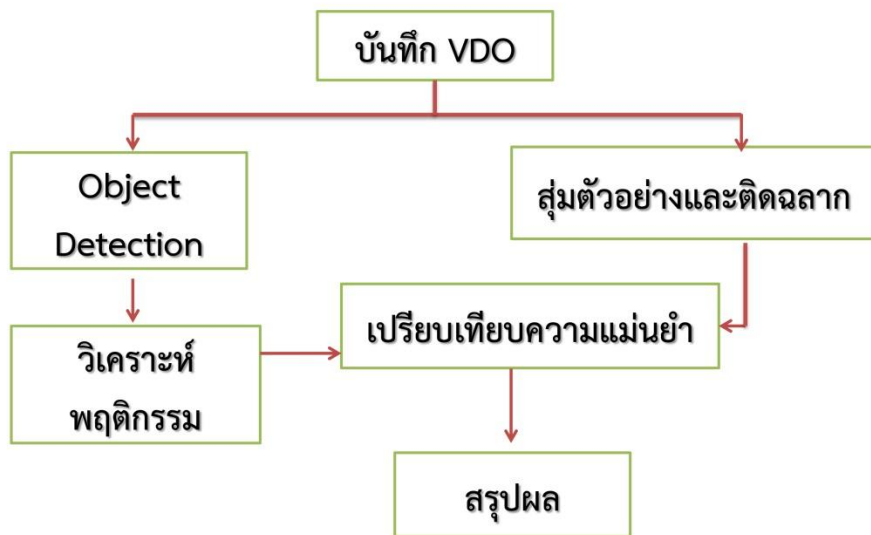 บันทึก VDO
Object
Detection
สุ่มตัวอย่างและติดฉลาก
วิเคราะห์
พฤติกรรม
เปรียบเทียบความแม่นยำ
สรุปผล